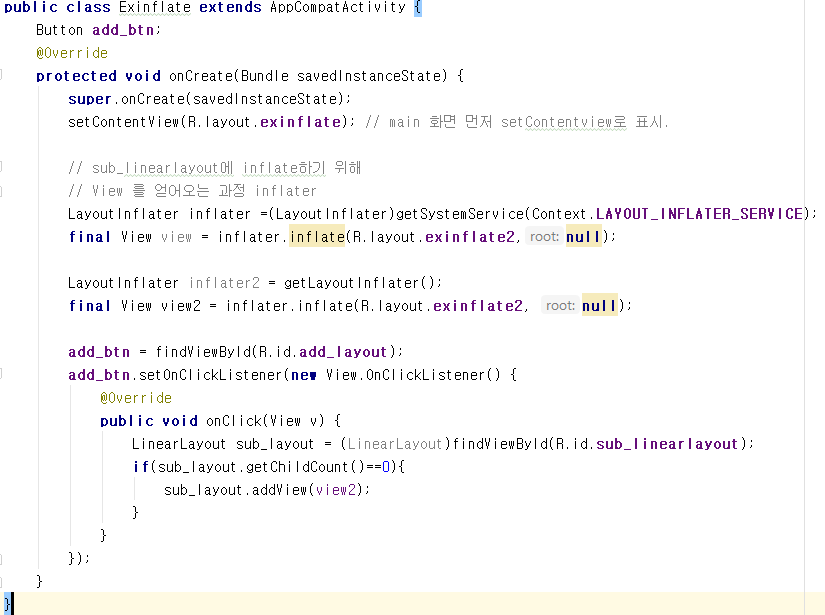 public class Exinflate extends AppCompatActivity {
Button add_btn;
@Override
protected void onCreate(Bundle savedInstanceState) {
super.onCreate(savedInstanceState);
setContentView(R.layout.exinflate); // main 화면 먼저 setContentview로 표시.
// sub_linearlayout에 inflate하기 위해
// View 를 얻어오는 과정 inflater
LayoutInflater inflater =(LayoutInflater)getSystemService(Context.LAYOUT_INFLATER_SERVICE);
final View view = inflater.inflate(R.layout.exinflate2, root: null);
LayoutInflater inflater2 = getLayoutInflater();
final View view2 = inflater.inflate(R.layout.exinflate2, root: null);
add_btn = findViewById(R.id.add_layout);
add_btn.setOnClickListener(new View.OnClickListener() {
@Override
public void onClick(View v) {
LinearLayout sub_layout = (LinearLayout)findViewById(R.id.sub_linearlayout);
if(sub_layout.getChildCount()==0){
sub_layout.addView(view2);
}
}
});
}
}